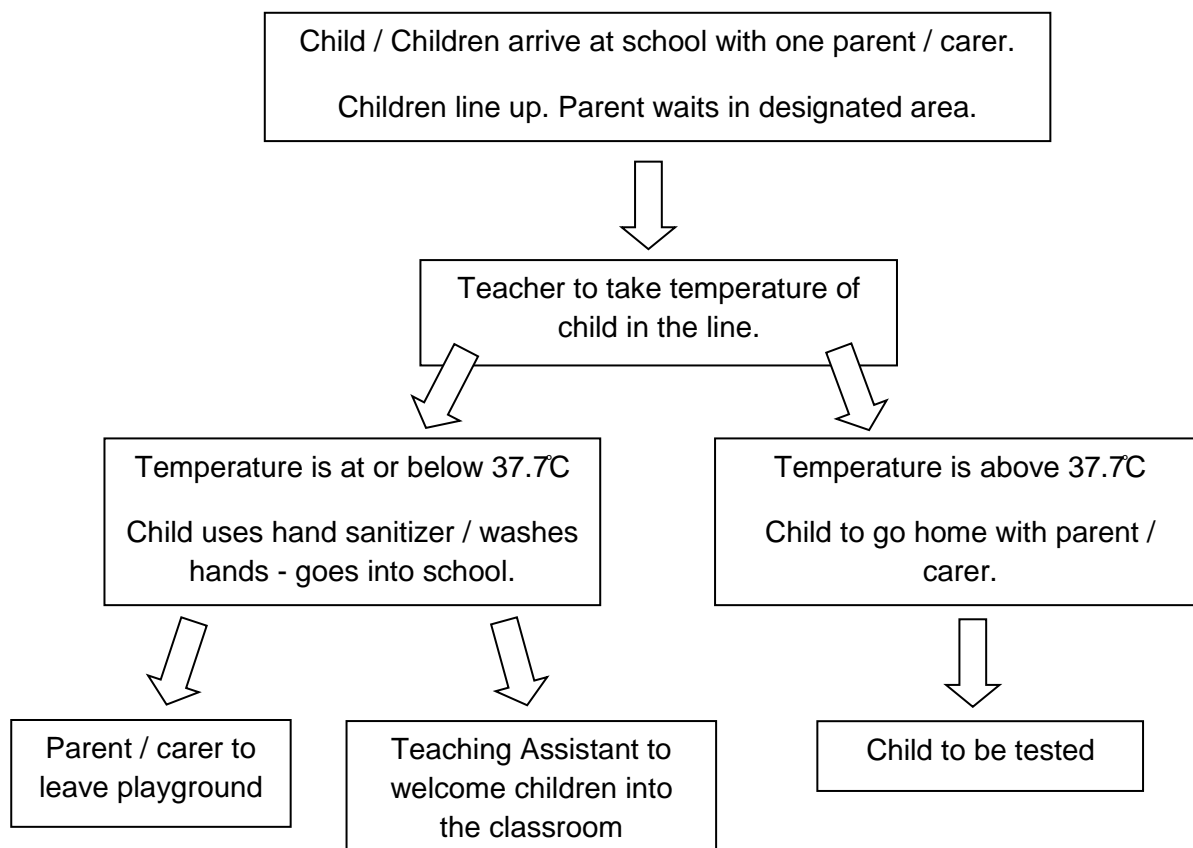 Child / Children arrive at school with one parent / carer.
Children line up. Parent waits in designated area.
Teacher to take temperature of
child in the line.
Temperature is at or below 37.7°C
Child uses hand sanitizer / washes
hands - goes into school.
Temperature is above 37.7°C
Child to go home with parent /
carer.
Parent / carer to
leave playground
Teaching Assistant to
welcome children into
the classroom
Child to be tested